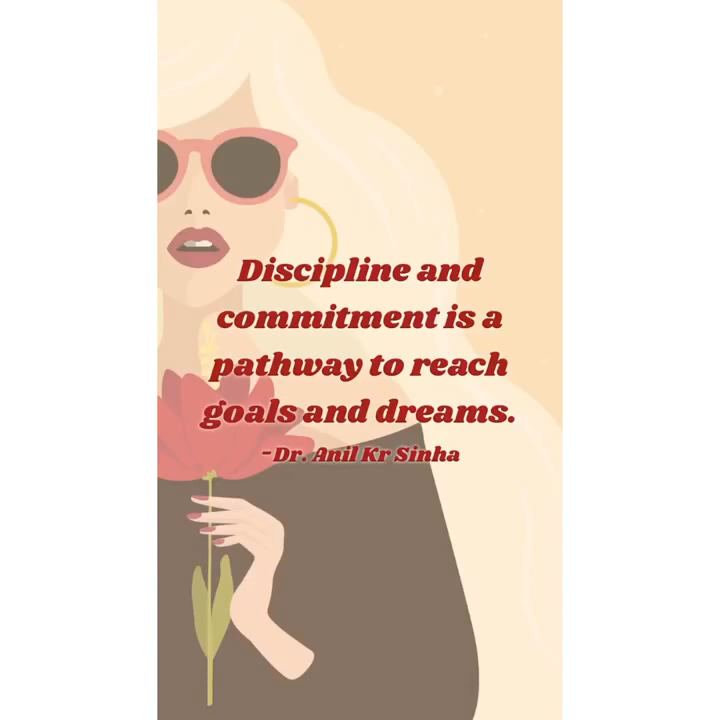 Discipline and
commitment is a
pathway to reach
goals and dreams.
-Dr. Anil Kr Sinha